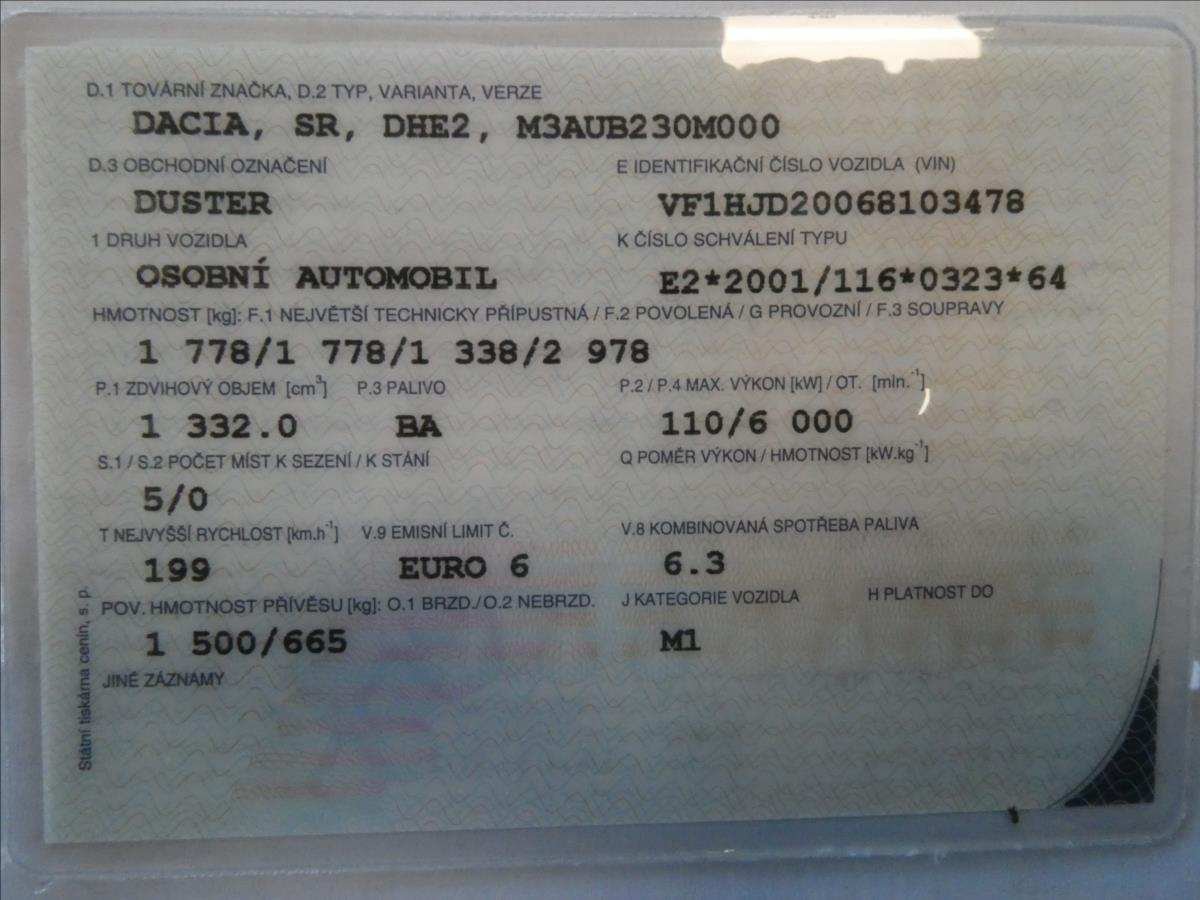 D.1 TOVÁRNÍ ZNAČKA, D.2 TYP, VARIANTA, VERZE
DACIA, SR, DHE2, M3AUB230M000
D.3 OBCHODNÍ OZNAČENÍ E IDENTIFIKAČNÍ ČÍSLO VOZIDLA (VIN)
DUSTER VF1HJD20068103478
1 DRUH VOZIDLA K ČÍSLO SCHVÁLENÍ TYPU
OSOBNÍ AUTOMOBIL E2*2001/116*0323*64
HMOTNOST [kg]: F.1 NEJVĚTŠÍ TECHNICKY PŘÍPUSTNÁ / F.2 POVOLENÁ / G PROVOZNÍ / F.3 SOUPRAVY
1 778/1 778/1 338/2 978
P.1 ZDVIHOVÝ OBJEM [cm³] P.3 PALIVO P.2 / P.4 MAX. VÝKON [kW] / OT. [min.⁻¹]
1 332.0 BA 110/6 000
S.1 / S.2 POČET MÍST K SEZENÍ / K STÁNÍ Q POMĚR VÝKON / HMOTNOST [kW.kg⁻¹]
5/0
T NEJVYŠŠÍ RYCHLOST [km.h⁻¹] V.9 EMISNÍ LIMIT Č. V.8 KOMBINOVANÁ SPOTŘEBA PALIVA
199 EURO 6 6.3
POV. HMOTNOST PŘÍVĚSU [kg]: O.1 BRZD./O.2 NEBRZD. J KATEGORIE VOZIDLA H PLATNOST DO
1 500/665 M1
JINÉ ZÁZNAMY
Státní tiskárna cenin, s. p.